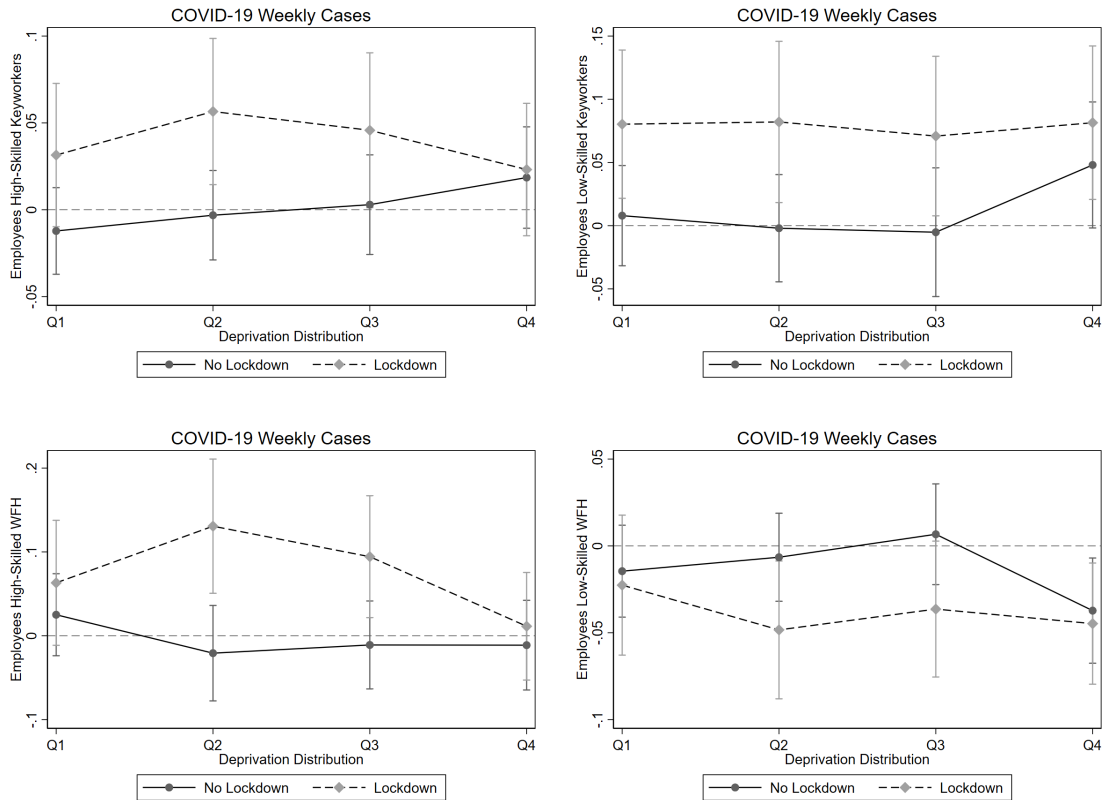 COVID-19 Weekly Cases
Employees High-Skilled Keyworkers
.1
.05
0
-.05
Q1 Q2 Q3 Q4
Deprivation Distribution
No Lockdown Lockdown
COVID-19 Weekly Cases
Employees Low-Skilled Keyworkers
.15
.1
.05
0
-.05
Q1 Q2 Q3 Q4
Deprivation Distribution
No Lockdown Lockdown
COVID-19 Weekly Cases
Employees High-Skilled WFH
.2
.1
0
-.1
Q1 Q2 Q3 Q4
Deprivation Distribution
No Lockdown Lockdown
COVID-19 Weekly Cases
Employees Low-Skilled WFH
.05
0
-.05
-.1
Q1 Q2 Q3 Q4
Deprivation Distribution
No Lockdown Lockdown